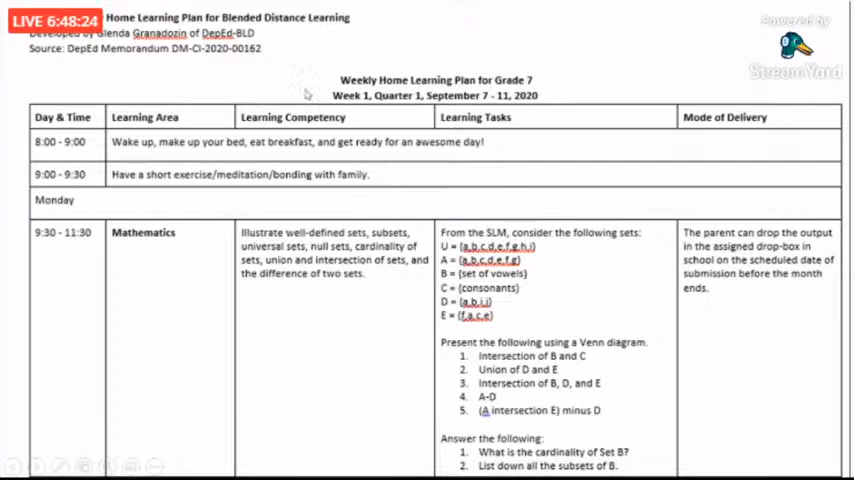 LIVE 6:48:24
Home Learning Plan for Blended Distance Learning
Developed by Glenda Granadozin of DepEd-BLD
Source: DepEd Memorandum DM-CI-2020-00162
Powered by
StreamYard
Weekly Home Learning Plan for Grade 7
Week 1, Quarter 1, September 7 - 11, 2020
Day & Time Learning Area Learning Competency Learning Tasks Mode of Delivery
8:00 - 9:00 Wake up, make up your bed, eat breakfast, and get ready for an awesome day!
9:00 - 9:30 Have a short exercise/meditation/bonding with family.
Monday
9:30 - 11:30
Mathematics
Illustrate well-defined sets, subsets,
universal sets, null sets, cardinality of
sets, union and intersection of sets, and
the difference of two sets.
From the SLM, consider the following sets:
U = {a,b,c,d,e,f,g,h,i}
A = {a,b,c,d,e,f,g}
B = {set of vowels}
C = {consonants}
D = {a,b,i,j}
E = {f,a,c,e}
Present the following using a Venn diagram.
1. Intersection of B and C
2. Union of D and E
3. Intersection of B, D, and E
4. A-D
5. (A intersection E) minus D
Answer the following:
1. What is the cardinality of Set B?
2. List down all the subsets of B.
The parent can drop the output
in the assigned drop-box in
school on the scheduled date of
submission before the month
ends.